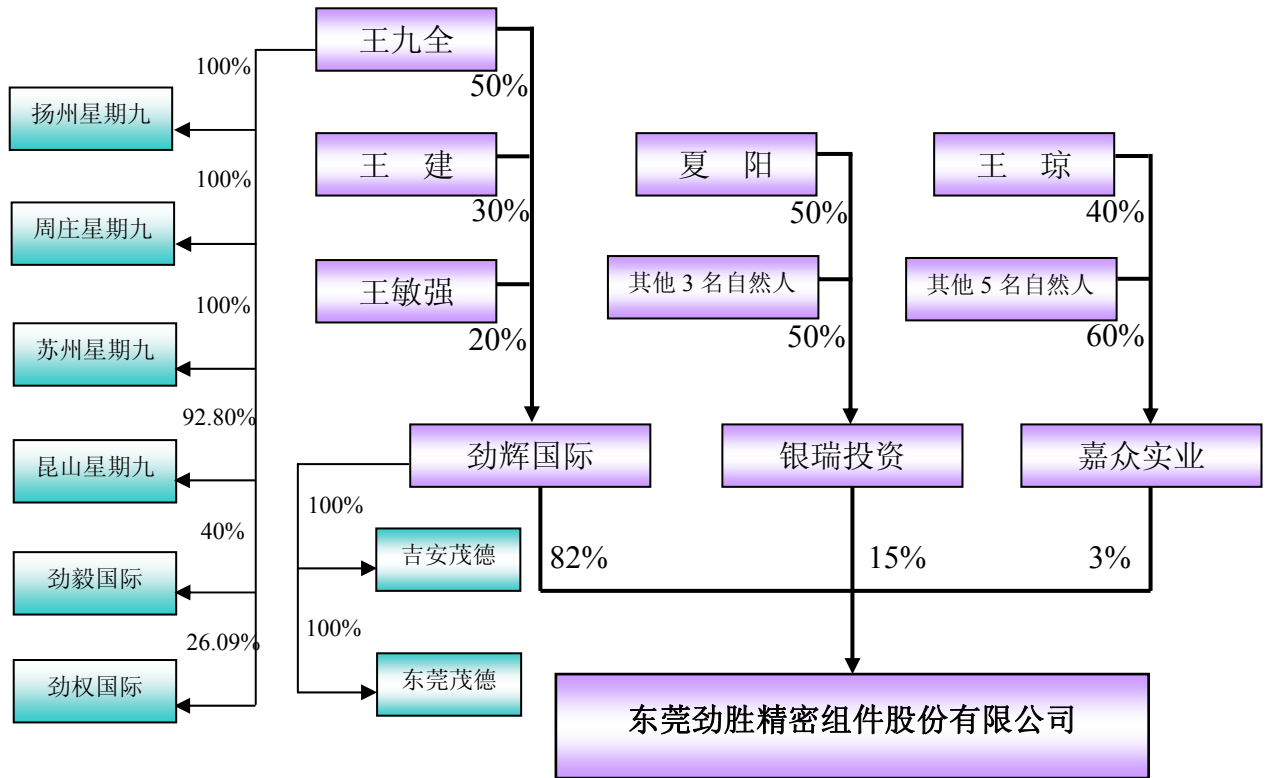 王九全
100%
50%
扬州星期九
王 建
夏 阳
王 琼
100%
30%
50%
40%
周庄星期九
王敏强
其他 3 名自然人
其他 5 名自然人
100%
20%
50%
60%
苏州星期九
92.80%
劲辉国际
银瑞投资
嘉众实业
昆山星期九
100%
40%
吉安茂德
82%
15%
3%
劲毅国际
26.09%
100%
劲权国际
东莞茂德
东莞劲胜精密组件股份有限公司